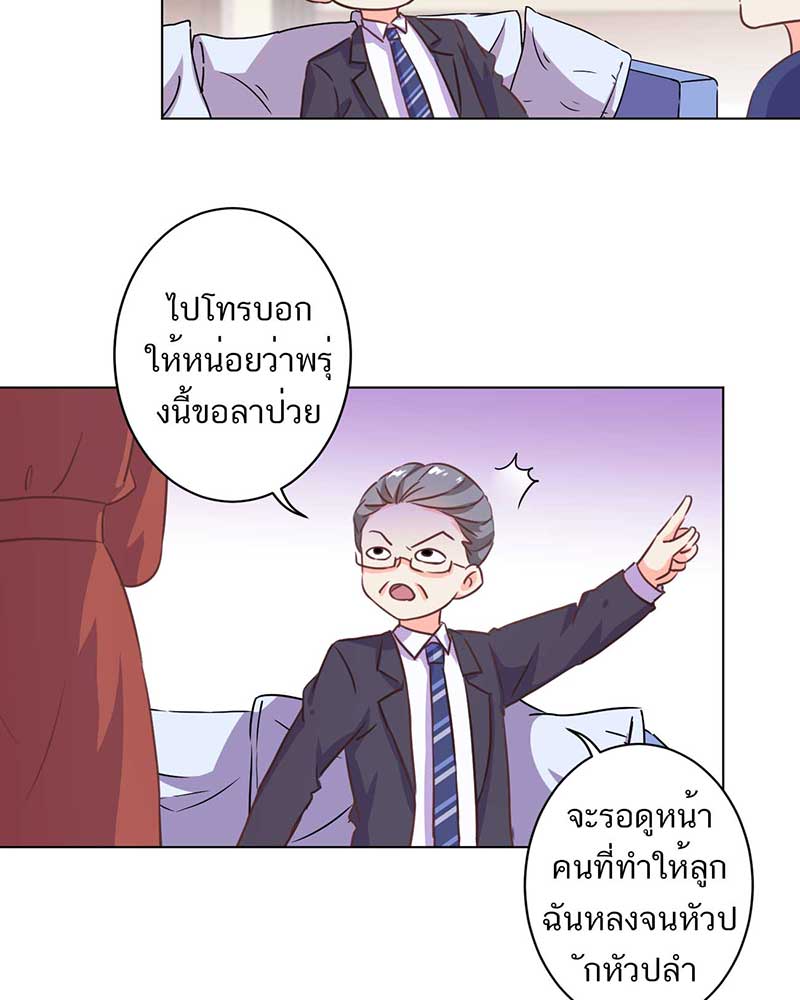 ไปโทรบอก
ให้หน่อยว่าพรุ่
งนี้ขอลาป่วย
จะรอดูหน้า
คนที่ทำให้ลูก
ฉันหลงจนหัวป
ักหัวปลำ